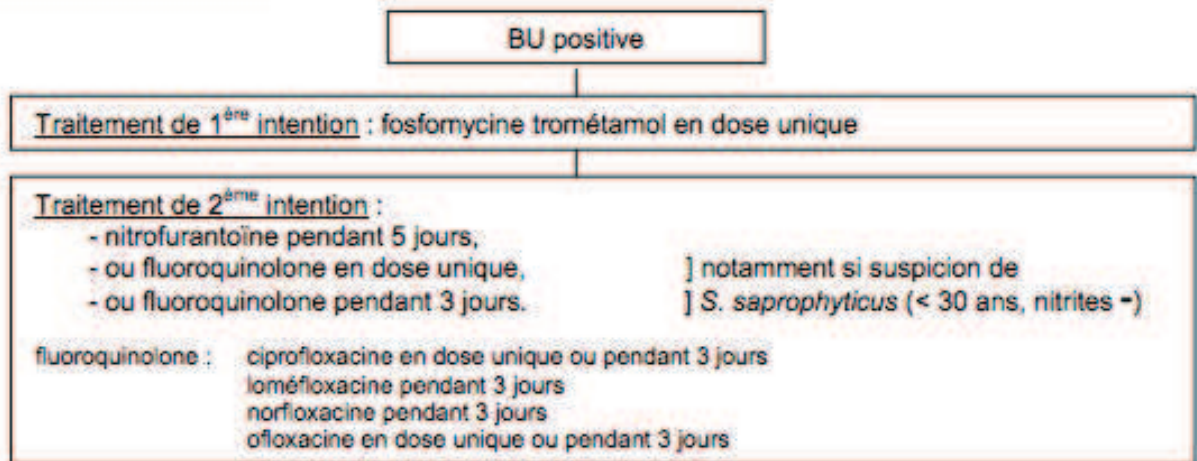 BU positive
Traitement de 1ère intention : fosfomycine trométamol en dose unique
Traitement de 2ème intention :
- nitrofurantoïne pendant 5 jours,
- ou fluoroquinolone en dose unique, ] notamment si suspicion de
- ou fluoroquinolone pendant 3 jours. ] S. saprophyticus (< 30 ans, nitrites -)
fluoroquinolone : ciprofloxacine en dose unique ou pendant 3 jours
loméfloxacine pendant 3 jours
norfloxacine pendant 3 jours
ofloxacine en dose unique ou pendant 3 jours